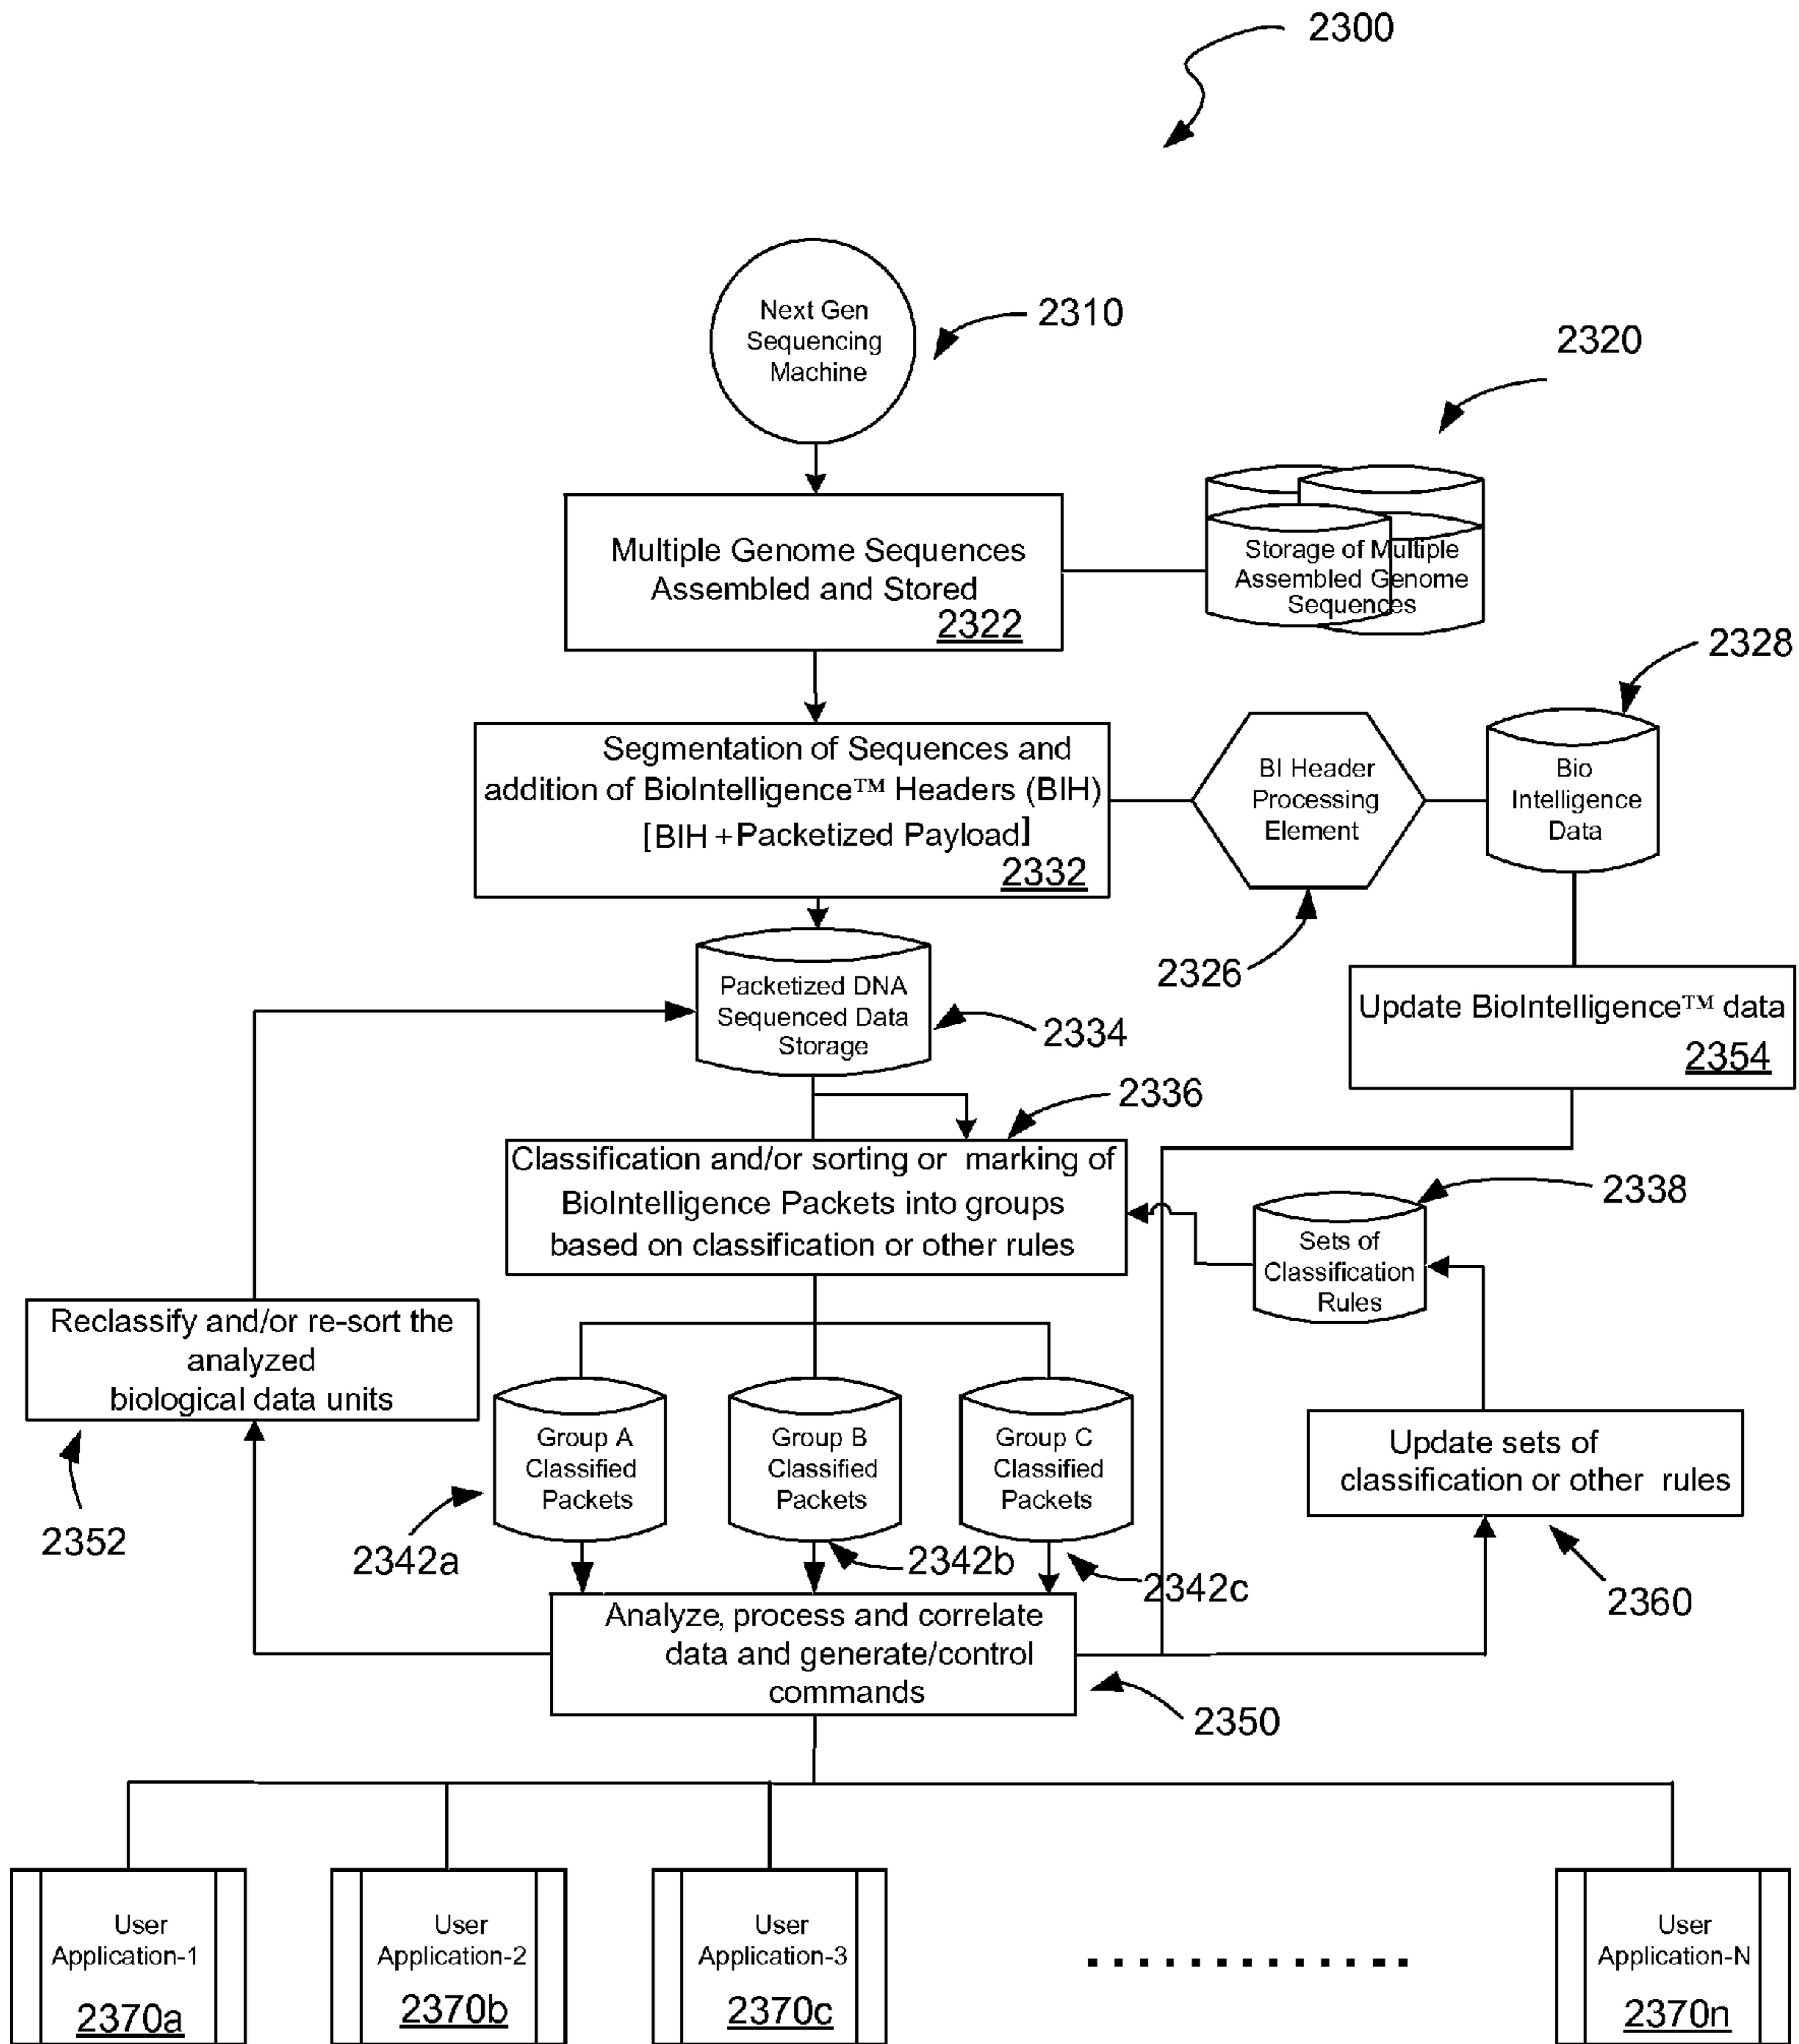 2300
Next Gen
Sequencing
Machine
2310
2320
Multiple Genome Sequences
Assembled and Stored
2322
Storage of Multiple
Assembled Genome
Sequences
2328
Segmentation of Sequences and
addition of BioIntelligence™ Headers (BIH)
[BIH +Packetized Payload]
2332
BI Header
Processing
Element
Bio
Intelligence
Data
2326
Packetized DNA
Sequenced Data
Storage
2334
Update BioIntelligence™ data
2354
2336
Classification and/or sorting or marking of
BioIntelligence Packets into groups
based on classification or other rules
2338
Sets of
Classification
Rules
Reclassify and/or re-sort the
analyzed
biological data units
2352
Group A
Classified
Packets
Group B
Classified
Packets
Group C
Classified
Packets
Update sets of
classification or other rules
2342a
2342b
2342c
2360
Analyze, process and correlate
data and generate/control
commands
2350
User
Application-1
2370a
User
Application-2
2370b
User
Application-3
2370c
User
Application-N
2370n